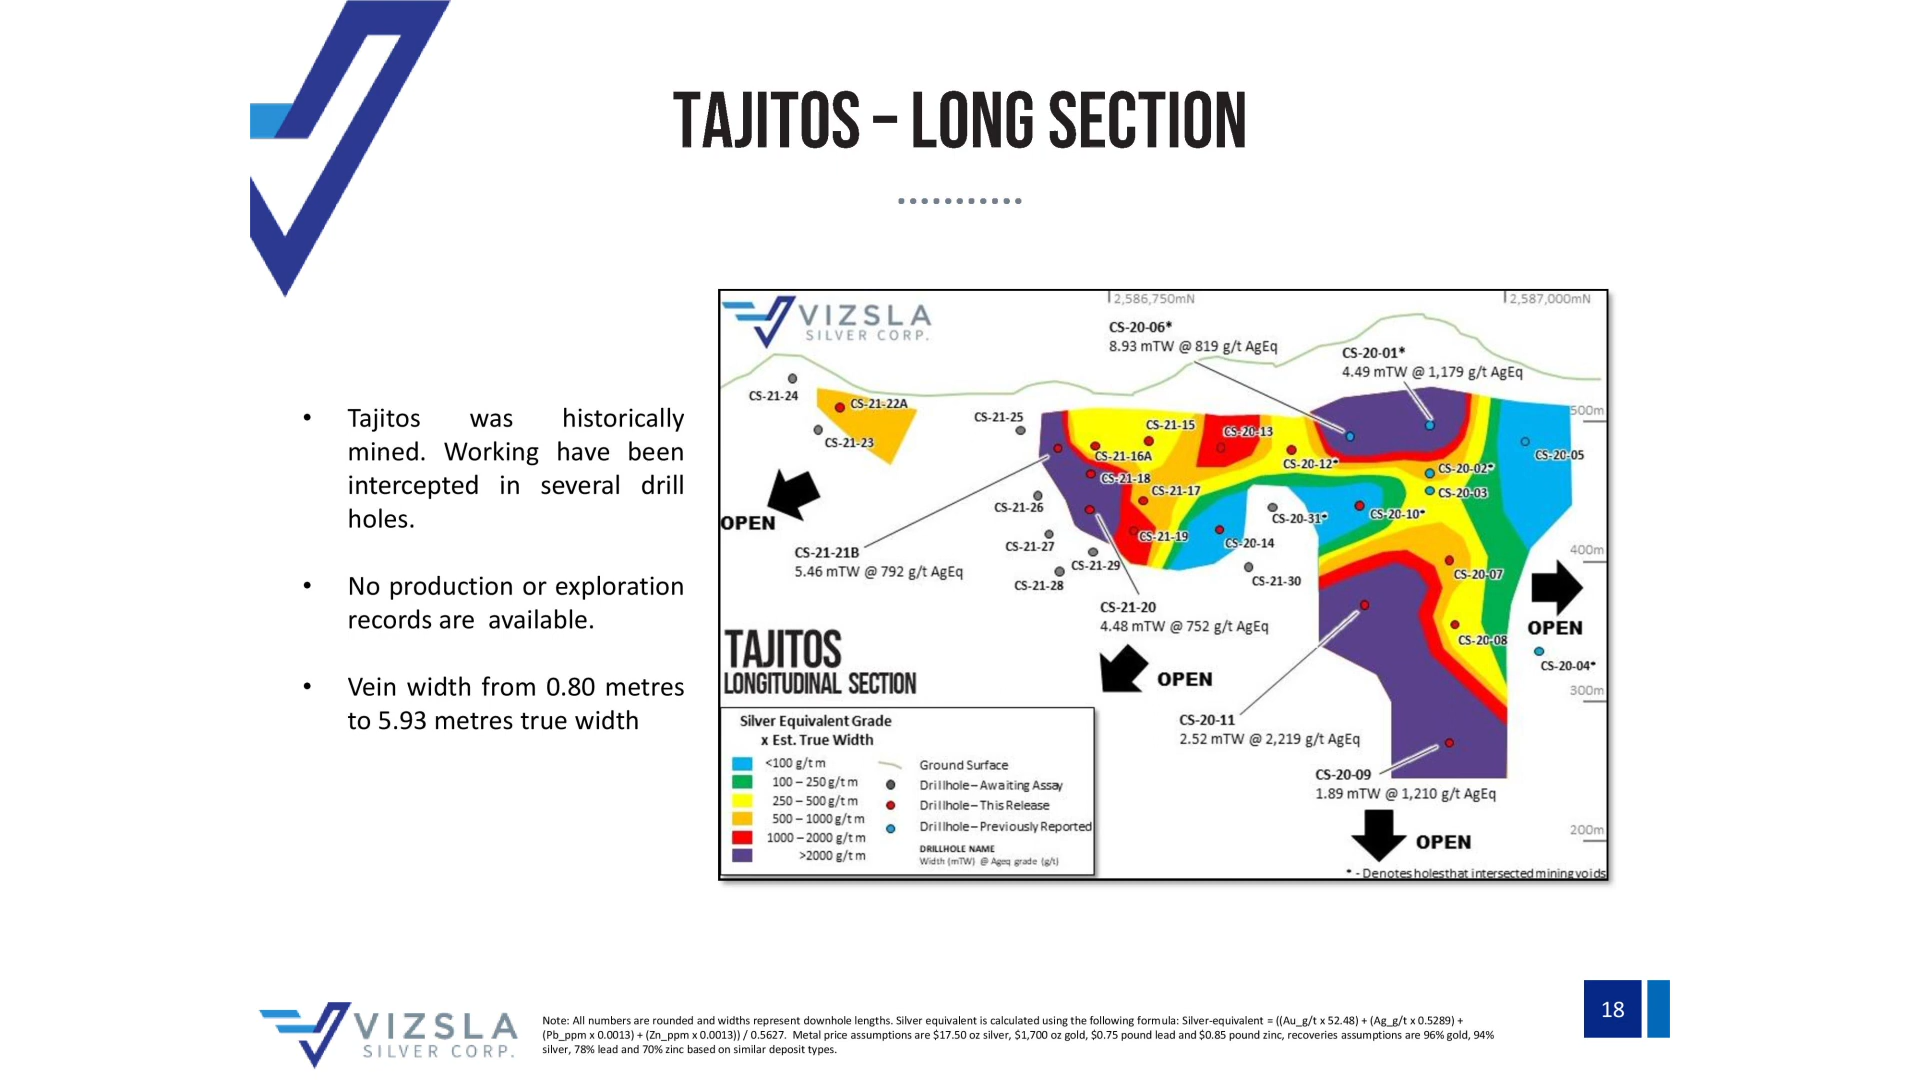 TAJITOS – LONG SECTION
• Tajitos was historically
mined. Working have been
intercepted in several drill
holes.
• No production or exploration
records are available.
• Vein width from 0.80 metres
to 5.93 metres true width
VIZSLA
SILVER CORP.
2,586,750mN
2,587,000mN
CS-20-06*
8.93 mTW @ 819 g/t AgEq
CS-20-01*
4.49 mTW @ 1,179 g/t AgEq
CS-21-24
CS-21-22A
CS-21-23
CS-21-25
CS-21-15
CS-20-13
500m
CS-21-16A
CS-20-12*
CS-20-05
CS-21-18
CS-20-02*
CS-21-17
CS-20-03
CS-21-26
CS-20-31*
CS-20-10*
OPEN
CS-21-27
CS-21-19
CS-20-14
400m
CS-21-21B
5.46 mTW @ 792 g/t AgEq
CS-21-29
CS-21-28
CS-21-30
CS-20-07
CS-21-20
4.48 mTW @ 752 g/t AgEq
OPEN
CS-20-08
CS-20-04*
TAJITOS
LONGITUDINAL SECTION
OPEN
300m
CS-20-11
2.52 mTW @ 2,219 g/t AgEq
CS-20-09
1.89 mTW @ 1,210 g/t AgEq
200m
OPEN
* - Denotes holes that intersected mining voids
Silver Equivalent Grade
x Est. True Width
<100 g/t m
100 – 250 g/t m
250 – 500 g/t m
500 – 1000 g/t m
1000 – 2000 g/t m
>2000 g/t m
Ground Surface
Drillhole – Awaiting Assay
Drillhole – This Release
Drillhole – Previously Reported
DRILLHOLE NAME
Width (mTW) @ Ageq grade (g/t)
VIZSLA
SILVER CORP.
Note: All numbers are rounded and widths represent downhole lengths. Silver equivalent is calculated using the following formula: Silver-equivalent = ((Au_g/t x 52.48) + (Ag_g/t x 0.5289) +
(Pb_ppm x 0.0013) + (Zn_ppm x 0.0013)) / 0.5627. Metal price assumptions are $17.50 oz silver, $1,700 oz gold, $0.75 pound lead and $0.85 pound zinc, recoveries assumptions are 96% gold, 94%
silver, 78% lead and 70% zinc based on similar deposit types.
18